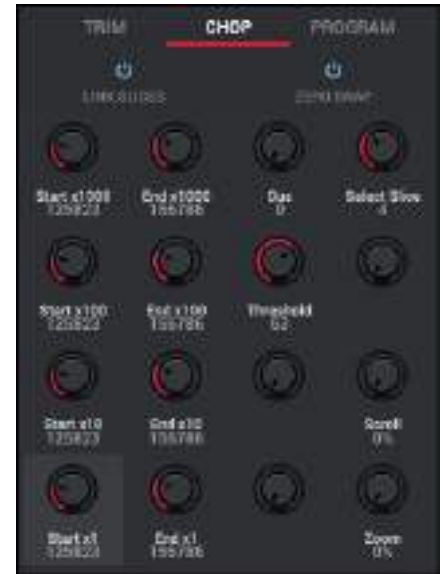 TRIM CHOP PROGRAM
LINK SLICES ZERO SNAP
Start x1000 End x1000 Select Slice
125823 155786 0 4
Start x100 End x100 Threshold
125823 155786
Start x10 End x10 Scroll
125823 155786 0%
Start x1 End x1 Zoom
125823 155786 0%